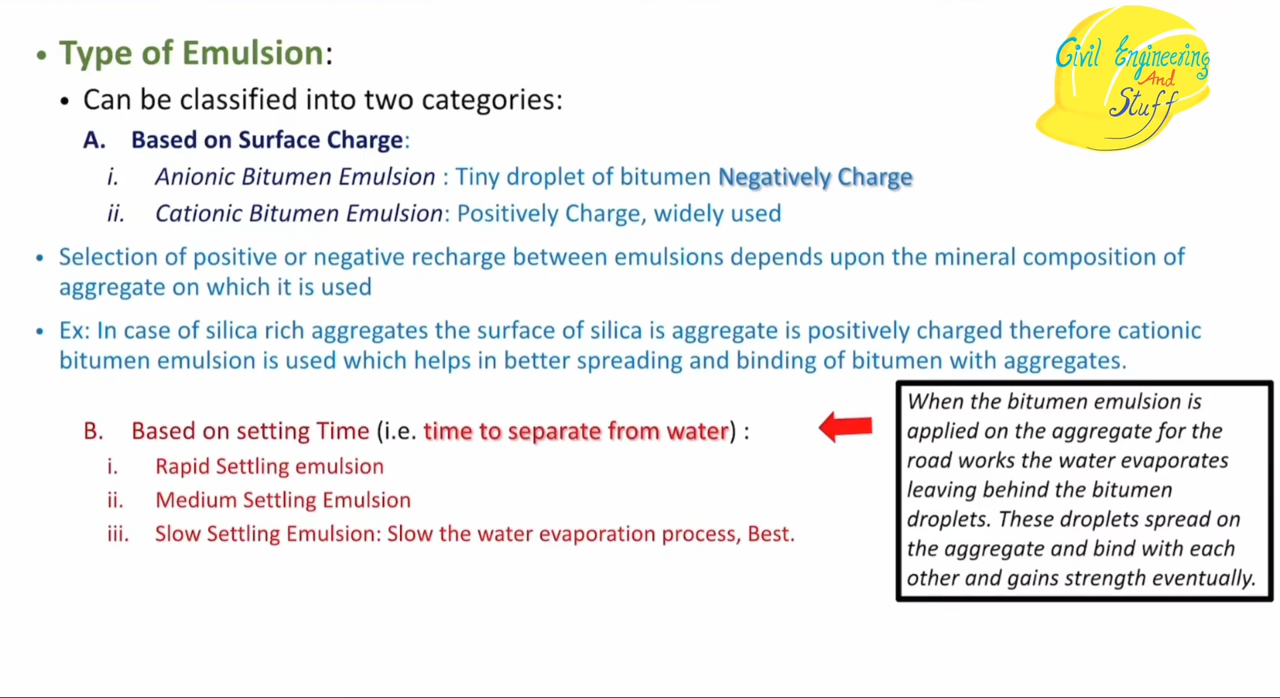 Civil Engineering
And
Stuff
• Type of Emulsion:
• Can be classified into two categories:
A. Based on Surface Charge:
i. Anionic Bitumen Emulsion : Tiny droplet of bitumen Negatively Charge
ii. Cationic Bitumen Emulsion: Positively Charge, widely used
• Selection of positive or negative recharge between emulsions depends upon the mineral composition of
aggregate on which it is used
• Ex: In case of silica rich aggregates the surface of silica is aggregate is positively charged therefore cationic
bitumen emulsion is used which helps in better spreading and binding of bitumen with aggregates.
B. Based on setting Time (i.e. time to separate from water) :
i. Rapid Settling emulsion
ii. Medium Settling Emulsion
iii. Slow Settling Emulsion: Slow the water evaporation process, Best.
When the bitumen emulsion is
applied on the aggregate for the
road works the water evaporates
leaving behind the bitumen
droplets. These droplets spread on
the aggregate and bind with each
other and gains strength eventually.